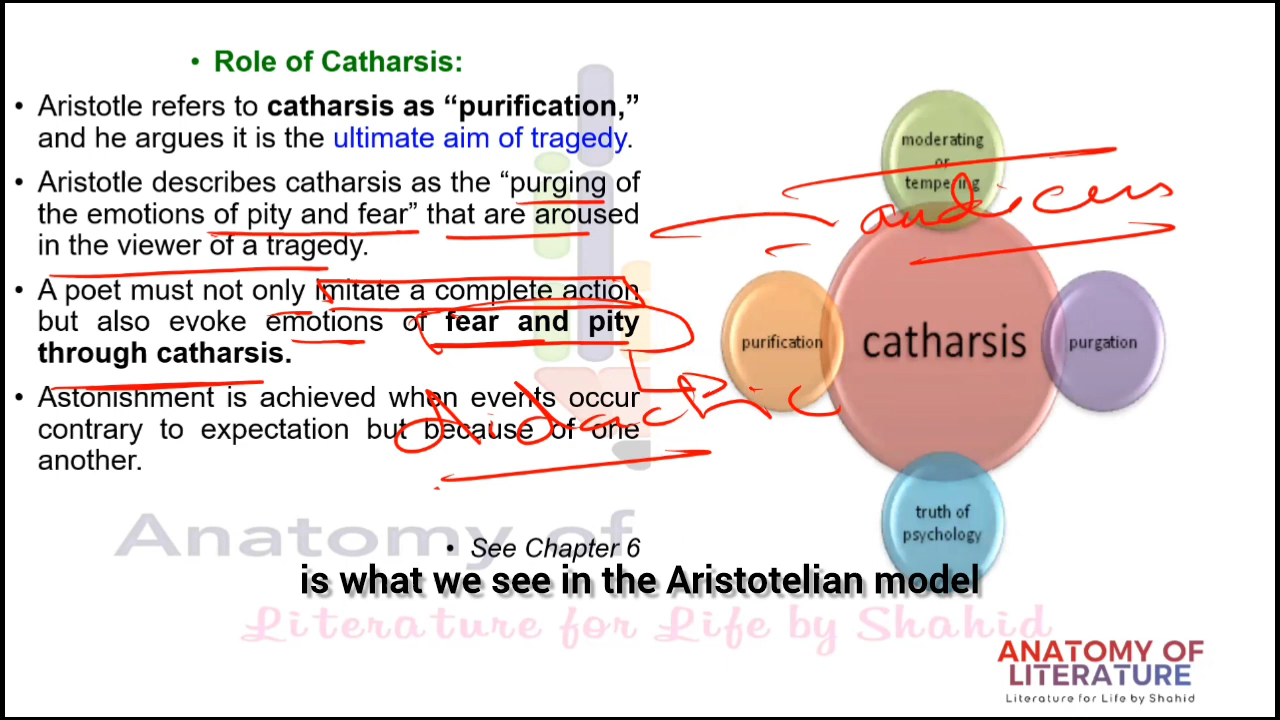 • Role of Catharsis:
• Aristotle refers to catharsis as “purification,”
and he argues it is the ultimate aim of tragedy.
• Aristotle describes catharsis as the “purging of
the emotions of pity and fear” that are aroused
in the viewer of a tragedy.
• A poet must not only imitate a complete action
but also evoke emotions of fear and pity
through catharsis.
• Astonishment is achieved when events occur
contrary to expectation but because of one
another.
didactic
• See Chapter 6
moderating
or
tempering
purification
catharsis
purgation
truth of
psychology
Anatomy of
is what we see in the Aristotelian model
Literature for Life by Shahid
ANATOMY OF
LITERATURE
Literature for Life by Shahid